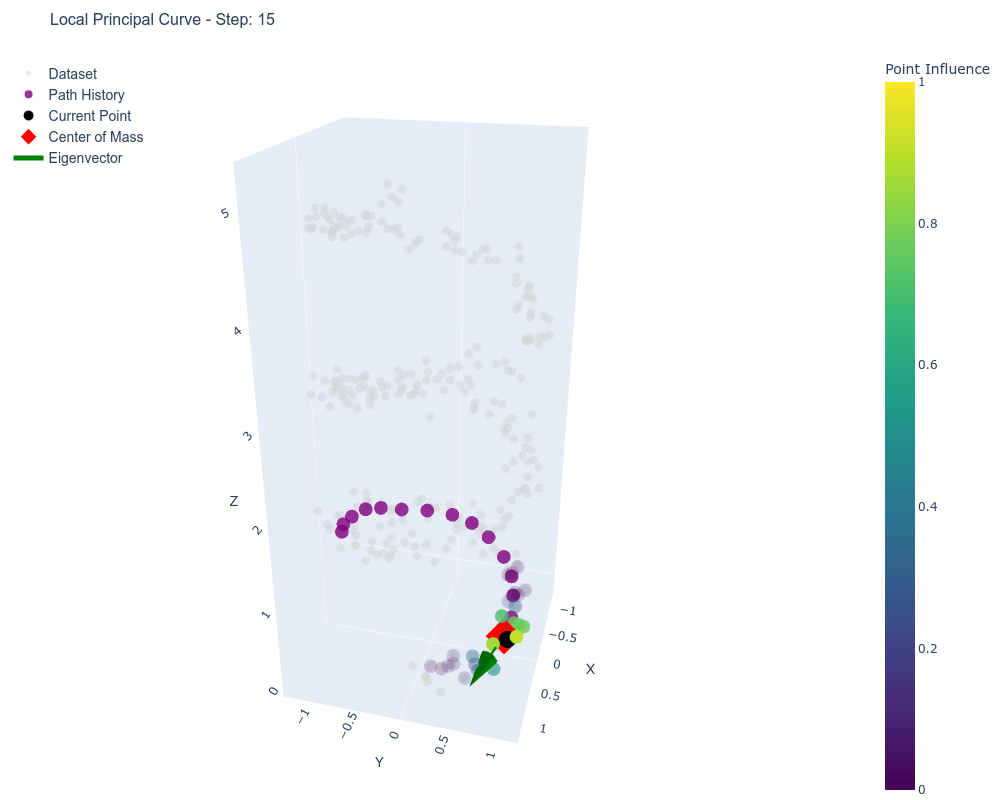 Local Principal Curve - Step: 15
Dataset
Path History
Current Point
Center of Mass
Eigenvector
Point Influence
1
0.8
0.6
0.4
0.2
0
5
4
3
Z
2
1
0
−1
−0.5
0
0.5
1
Y
−1
−0.5
0
X
0.5
1